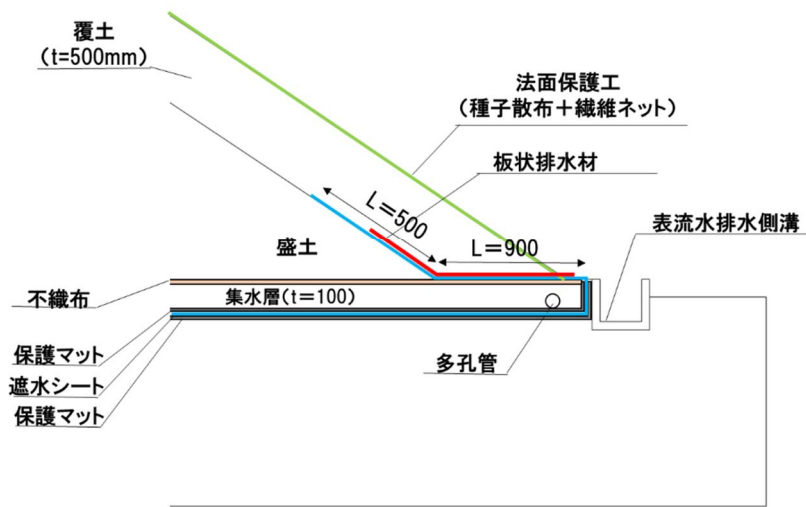 覆土
(t=500mm)
法面保護工
(種子散布＋繊維ネット)
板状排水材
L＝500
L＝900
表流水排水側溝
盛土
不織布
集水層(t＝100)
保護マット
遮水シート
保護マット
多孔管